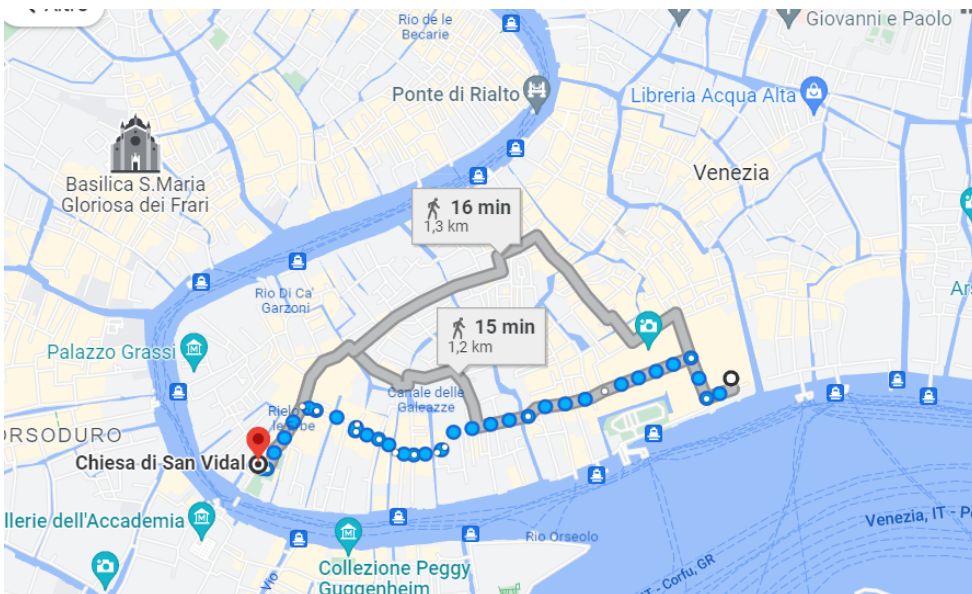 Altro
Rio de le
Becarie
Giovanni e Paolo
Ponte di Rialto
Libreria Acqua Alta
Basilica S.Maria
Gloriosa dei Frari
Venezia
16 min
1,3 km
Rio Di Ca'
Garzoni
15 min
1,2 km
Palazzo Grassi
Canale delle
Galeazze
ORSODURO
Chiesa di San Vidal
llerie dell'Accademia
Venezia, IT - P
Rio Orseolo
Collezione Peggy
Guggenheim
IT - Corfu, GR
Vio